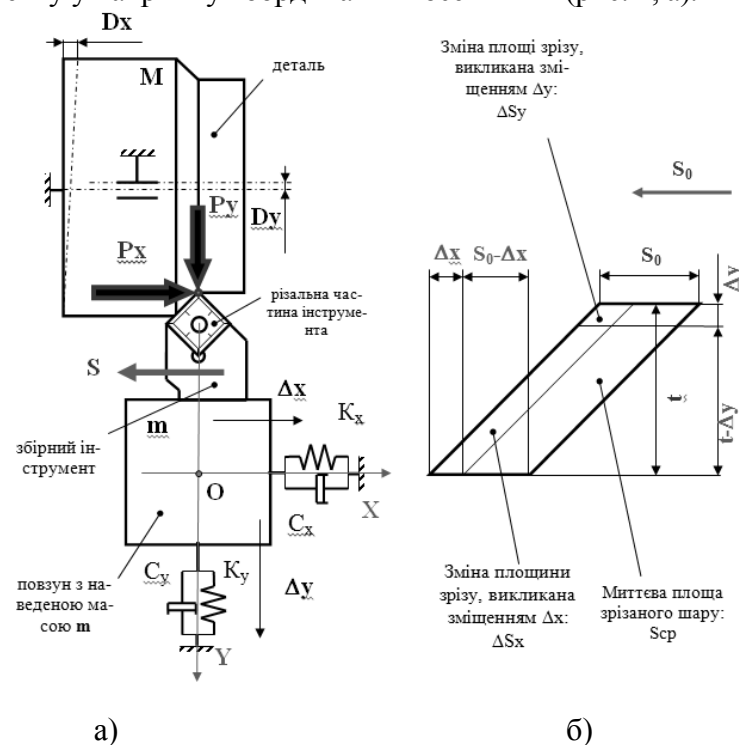 Dx
M
деталь
Py
Dy
Px
різальна час-
тина інструме-
нта
S
Δx
m
Kx
збірний ін-
струмент
O
X
Cx
Cy
Ky
Δy
повзун з на-
веденою ма-
сою m
Y
а)
Зміна площі зрізу,
викликана змі-
щенням Δy:
ΔSy
S₀
Δx
S₀-Δx
S₀
Δy
t-Δy
Зміна площини
зрізу, викликана
зміщенням Δx:
ΔSx
Миттєва площа
зрізаного шару:
Sср
б)